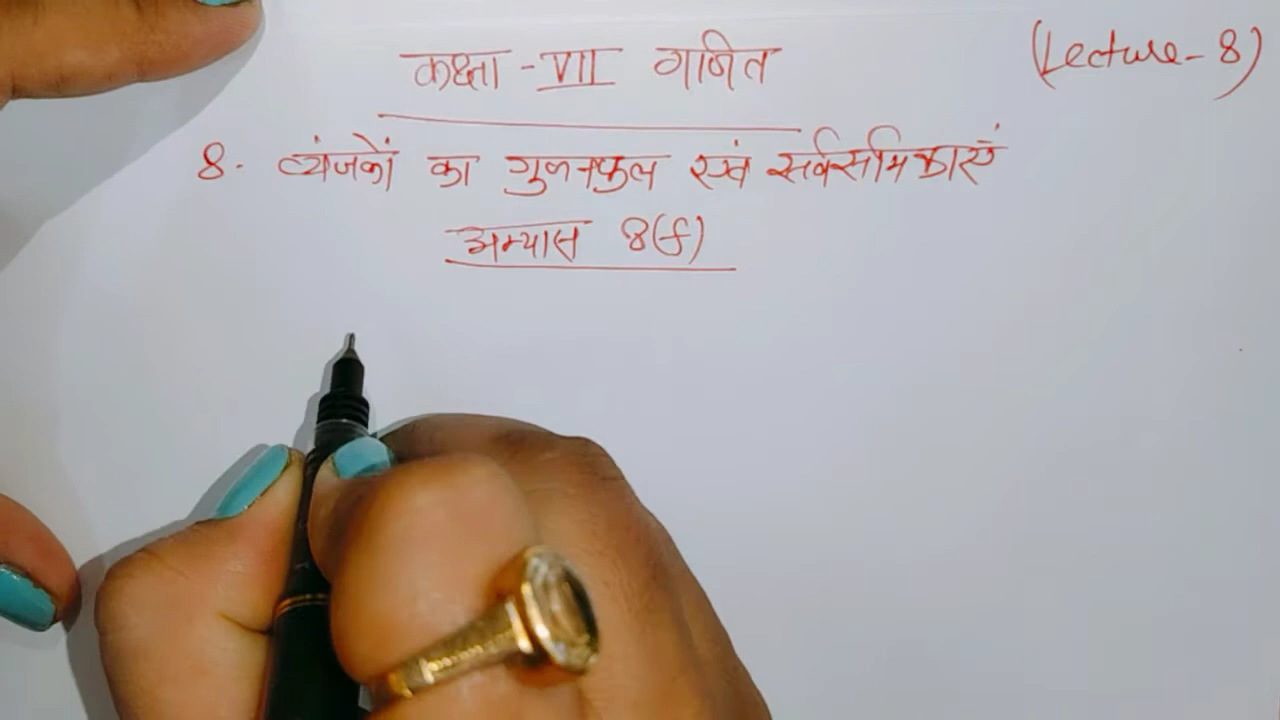 कक्षा - VII गणित
(Lecture - 8)
8. व्यंजकों का गुणनफल एवं सर्वसमिकाएं
अभ्यास 8(f)